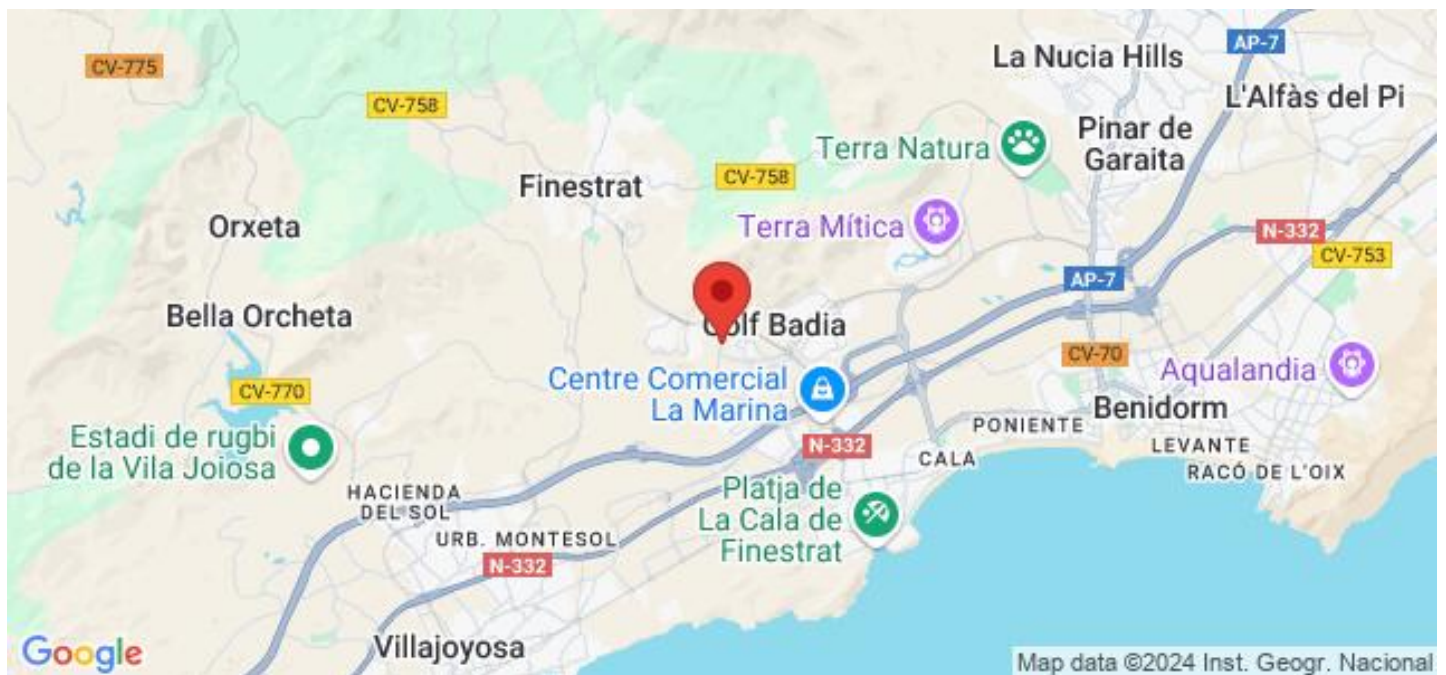 CV-775
CV-758
La Nucia Hills
AP-7
L'Alfàs del Pi
Terra Natura
Pinar de
Garaita
Finestrat
CV-758
Orxeta
Terra Mítica
N-332
CV-753
Bella Orcheta
AP-7
Golf Badia
CV-70
Centre Comercial
La Marina
Aqualandia
CV-770
Benidorm
PONIENTE
LEVANTE
RACÓ DE L'OIX
Estadi de rugbi
de la Vila Joiosa
N-332
CALA
HACIENDA
DEL SOL
Platja de
La Cala de
Finestrat
URB. MONTESOL
N-332
Villajoyosa
Google
Map data ©2024 Inst. Geogr. Nacional